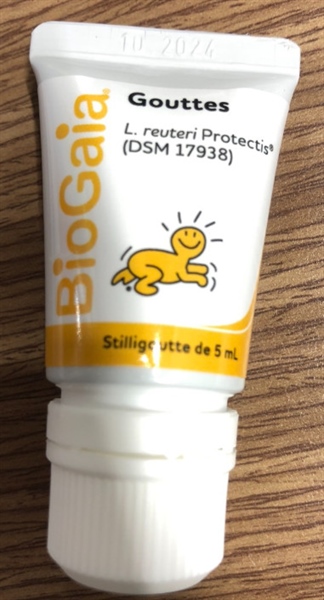 10 2024
Gouttes
L. reuteri Protectis®
(DSM 17938)
BioGaia®
Stilligoutte de 5 mL